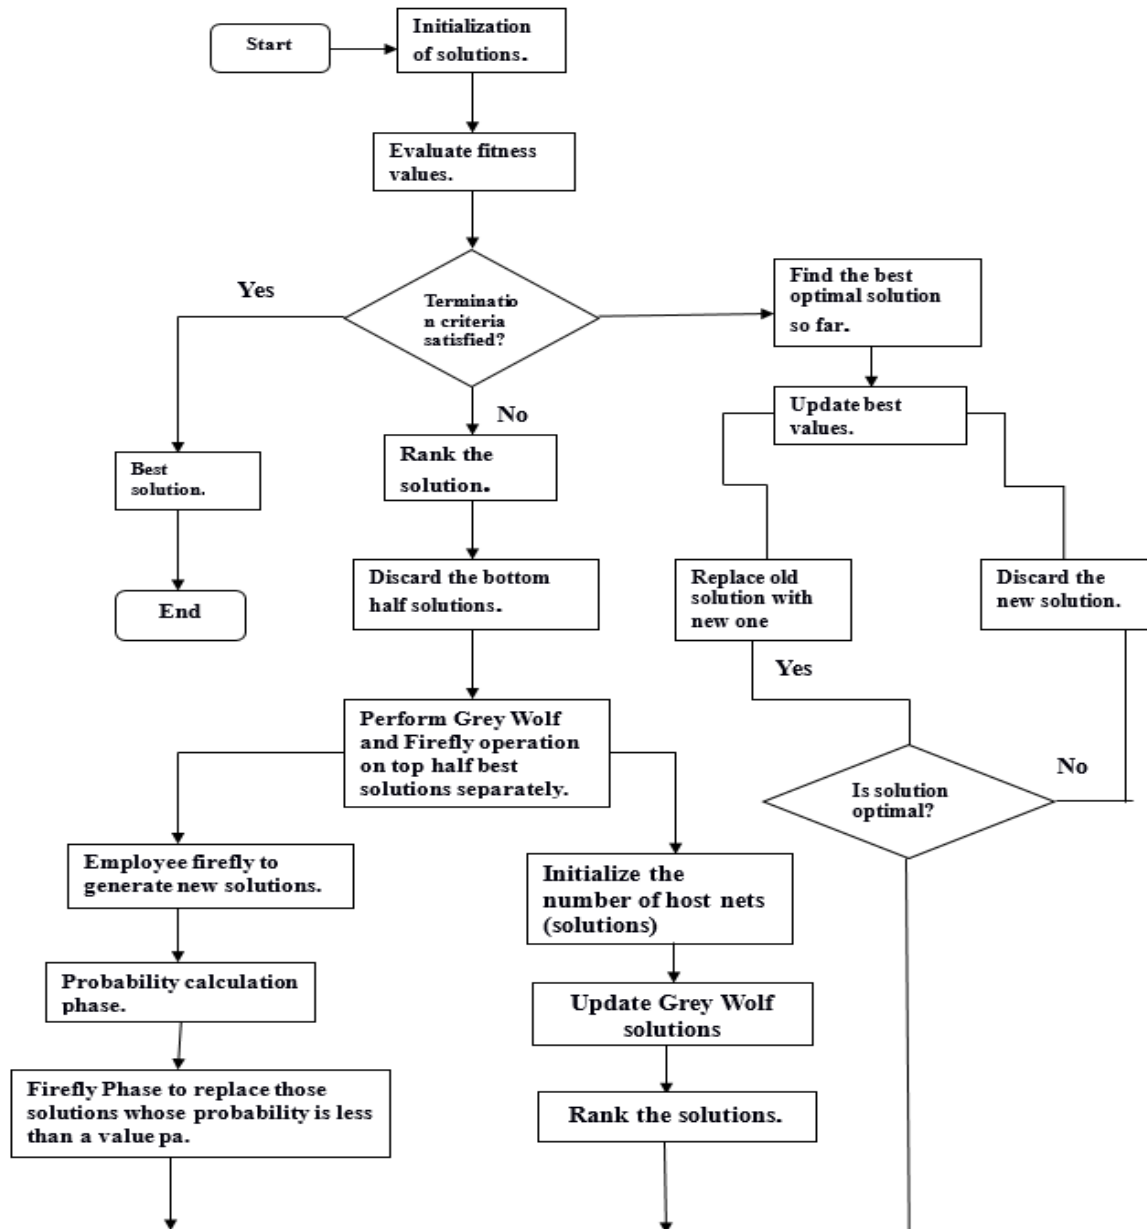 Start
Initialization
of solutions.
Evaluate fitness
values.
Yes
Terminatio
n criteria
satisfied?
Find the best
optimal solution
so far.
No
Update best
values.
Best
solution.
Rank the
solution.
End
Discard the bottom
half solutions.
Replace old
solution with
new one
Discard the
new solution.
Yes
Perform Grey Wolf
and Firefly operation
on top half best
solutions separately.
No
Is solution
optimal?
Employee firefly to
generate new solutions.
Initialize the
number of host nets
(solutions)
Probability calculation
phase.
Update Grey Wolf
solutions
Firefly Phase to replace those
solutions whose probability is less
than a value pa.
Rank the solutions.